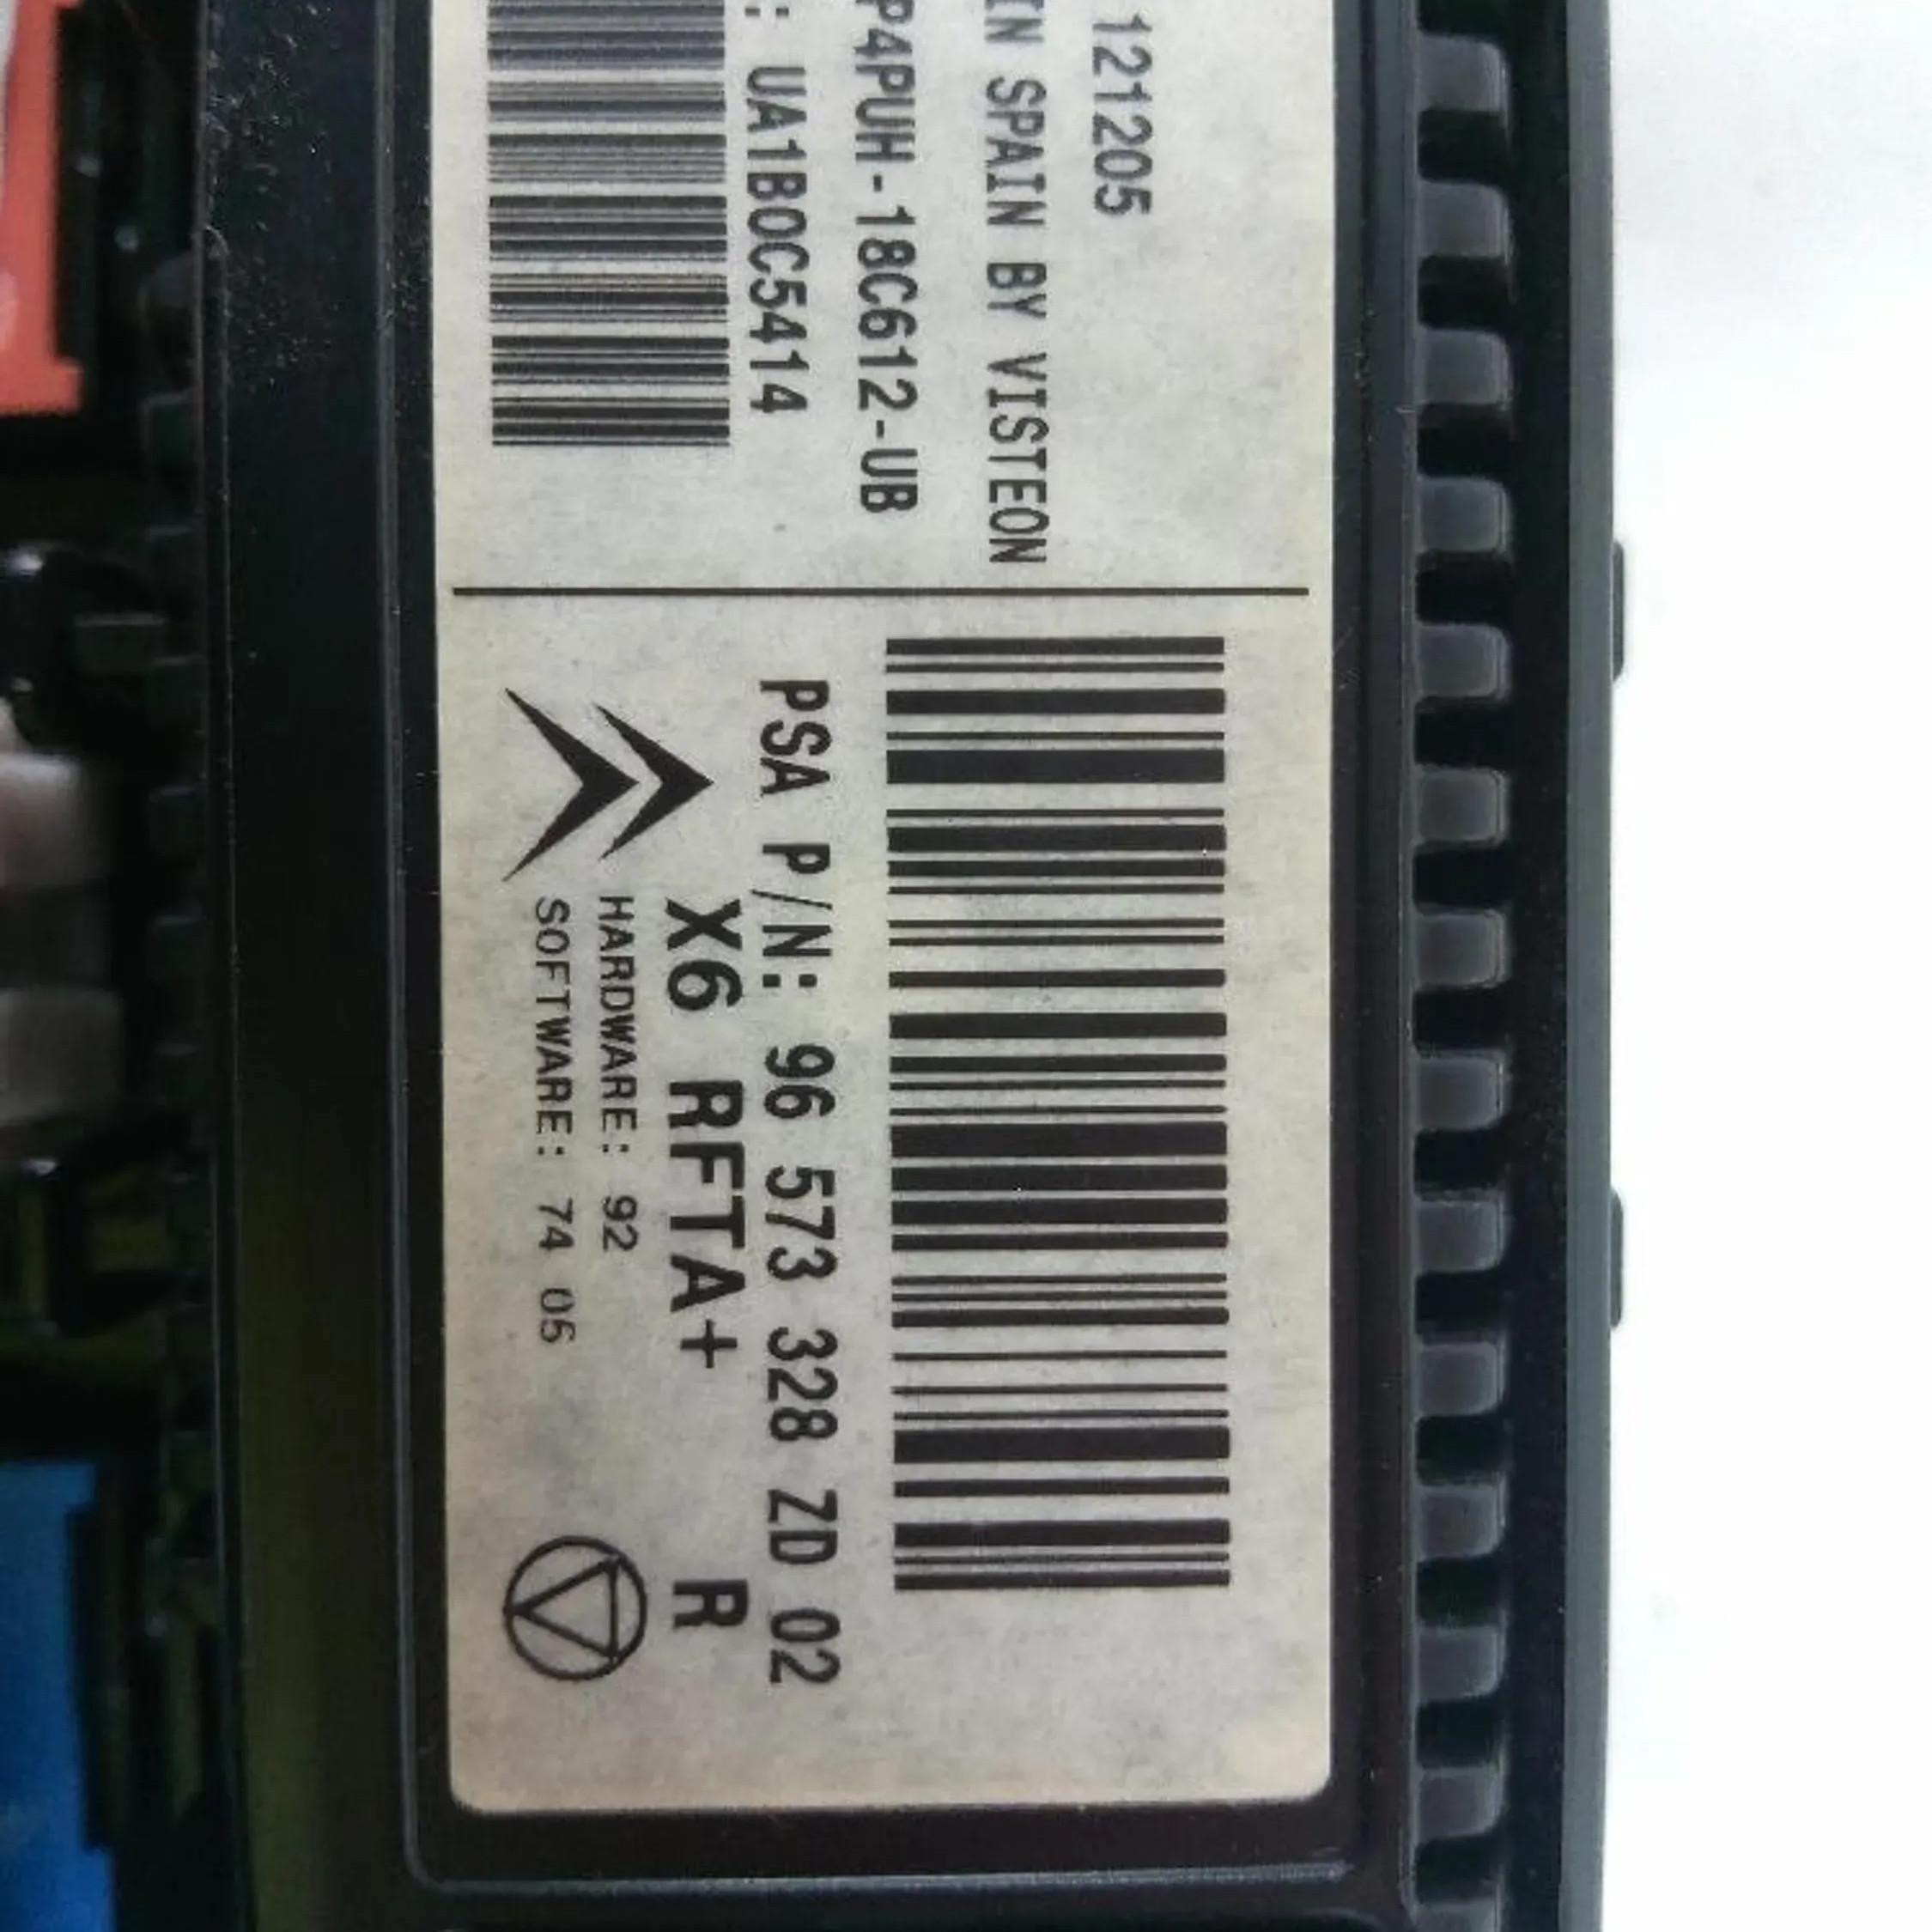 121205
IN SPAIN BY VISTEON
P4PUH-18C612-UB
: UA1B0C5414
PSA P/N: 96 573 328 ZD 02
X6 RFTA+ R
HARDWARE: 92
SOFTWARE: 74 05